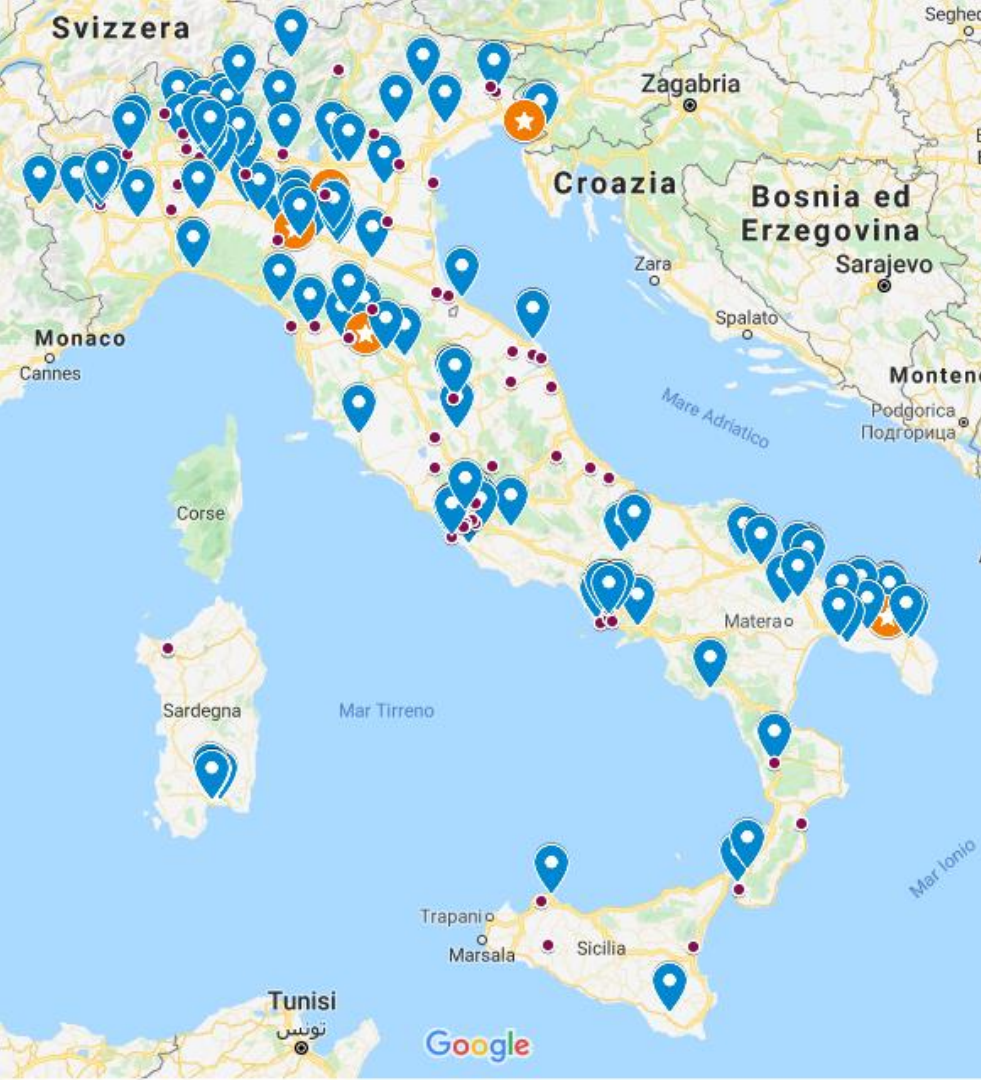 Seghed
Svizzera
Zagabria
Croazia
Bosnia ed
Erzegovina
Zara
Sarajevo
Spalato
Monaco
Cannes
Monten
Mare Adriatico
Podgorica
Подгорица
Corse
Matera
Sardegna
Mar Tirreno
Mar Ionio
Trapani
Marsala
Sicilia
Tunisi
تونس
Google